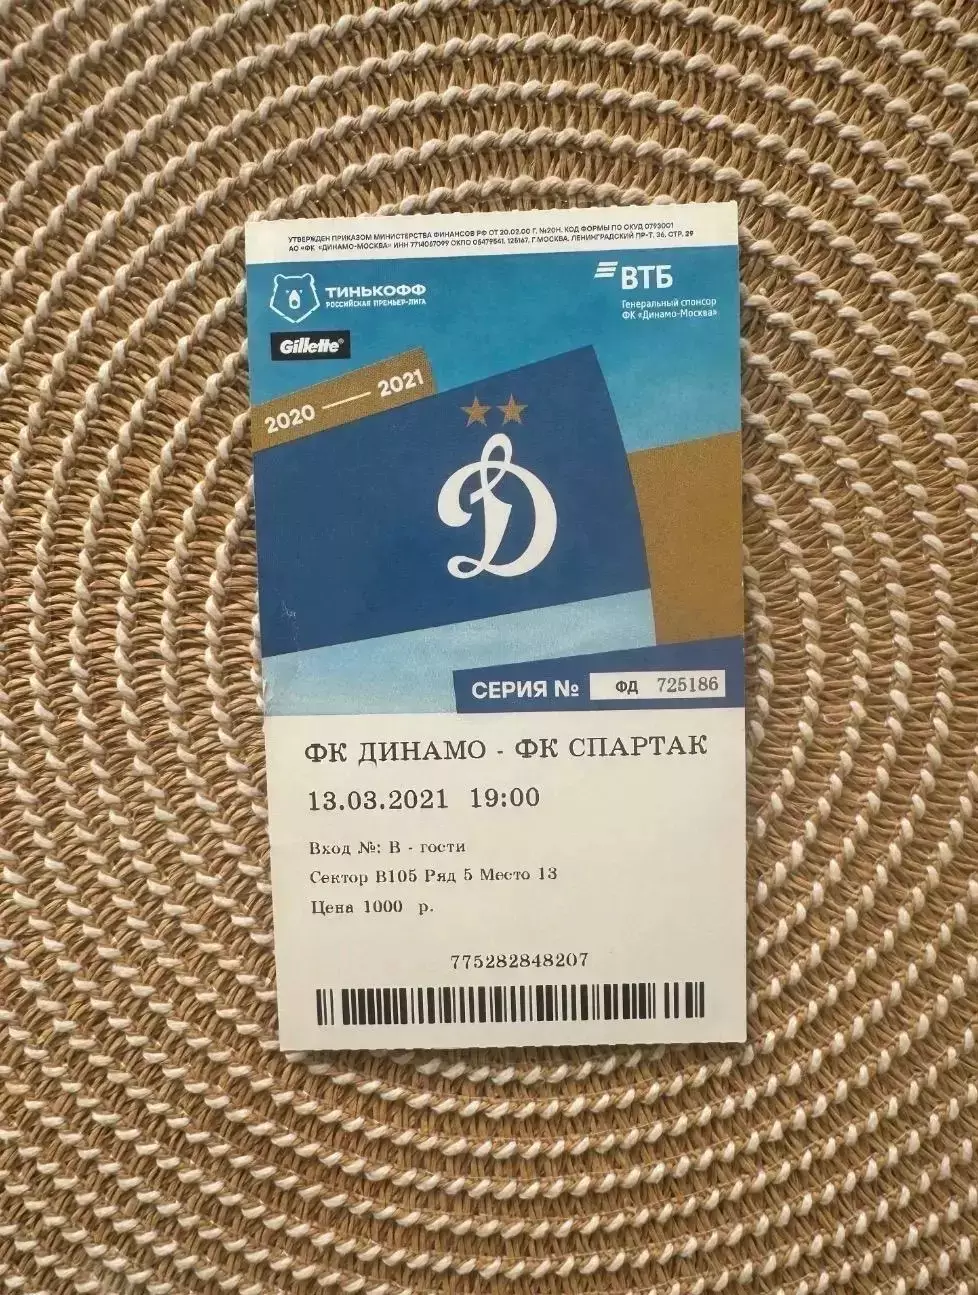 УТВЕРЖДЕН ПРИКАЗОМ МИНИСТЕРСТВА ФИНАНСОВ РФ ОТ 20.02.00 Г. №20Н. КОД ФОРМЫ ПО ОКУД 0793001
АО «ФК «ДИНАМО-МОСКВА» ИНН 7714057099 ОКПО 05479541, 125167, Г. МОСКВА, ЛЕНИНГРАДСКИЙ ПР-Т, 36, СТР. 29
ТИНЬКОФФ
РОССИЙСКАЯ ПРЕМЬЕР-ЛИГА
ВТБ
Генеральный спонсор
ФК «Динамо-Москва»
Gillette
2020 — 2021
СЕРИЯ № ФД 725186
ФК ДИНАМО - ФК СПАРТАК
13.03.2021 19:00
Вход №: В - гости
Сектор В105 Ряд 5 Место 13
Цена 1000 р.
775282848207